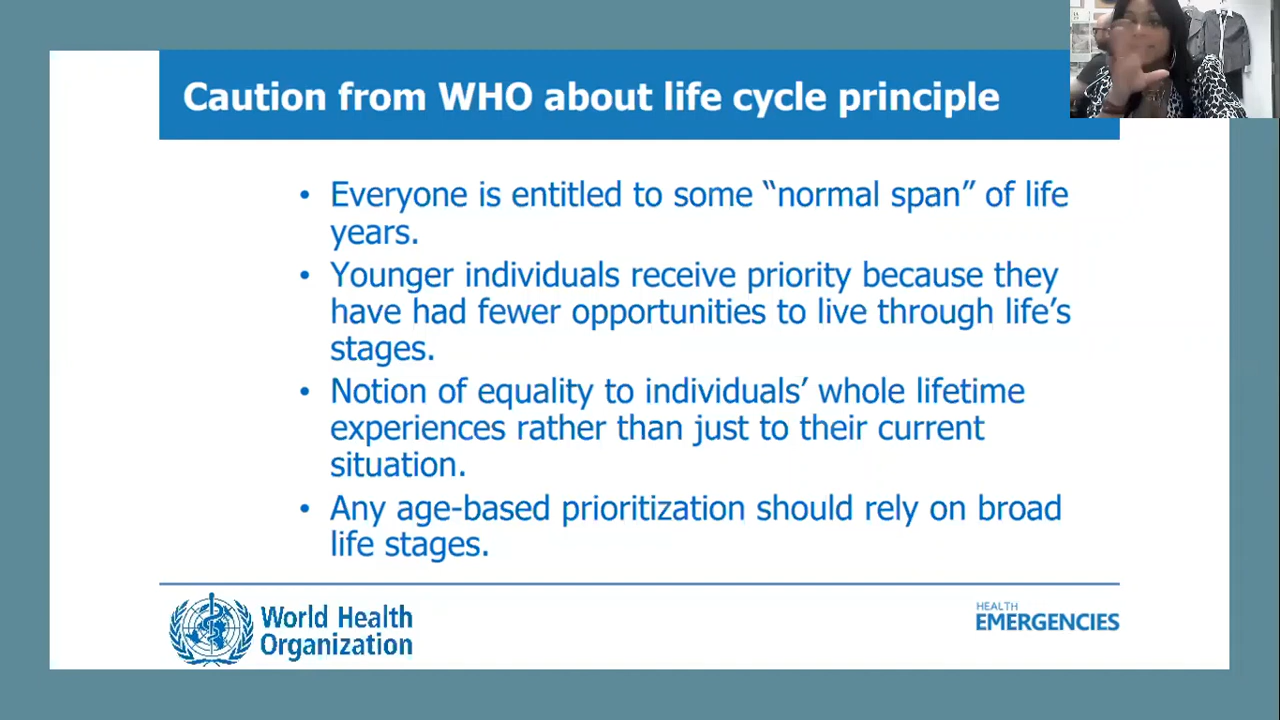 Caution from WHO about life cycle principle
• Everyone is entitled to some “normal span” of life
years.
• Younger individuals receive priority because they
have had fewer opportunities to live through life’s
stages.
• Notion of equality to individuals’ whole lifetime
experiences rather than just to their current
situation.
• Any age-based prioritization should rely on broad
life stages.
World Health
Organization
HEALTH
EMERGENCIES